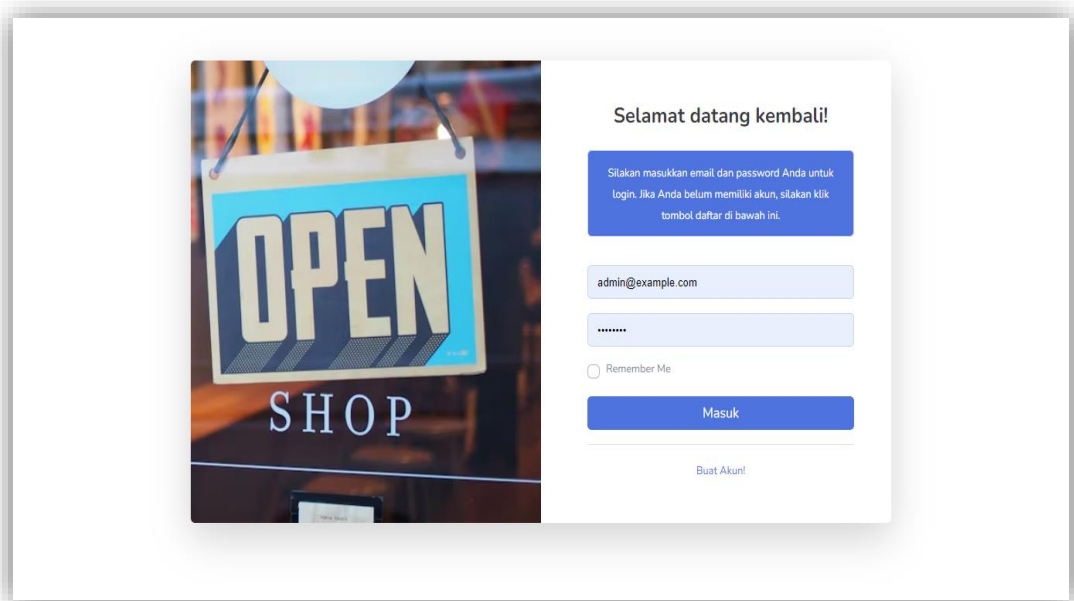 OPEN
SHOP
Selamat datang kembali!
Silakan masukkan email dan password Anda untuk
login. Jika Anda belum memiliki akun, silakan klik
tombol daftar di bawah ini.
admin@example.com
••••••••
Remember Me
Masuk
Buat Akun!